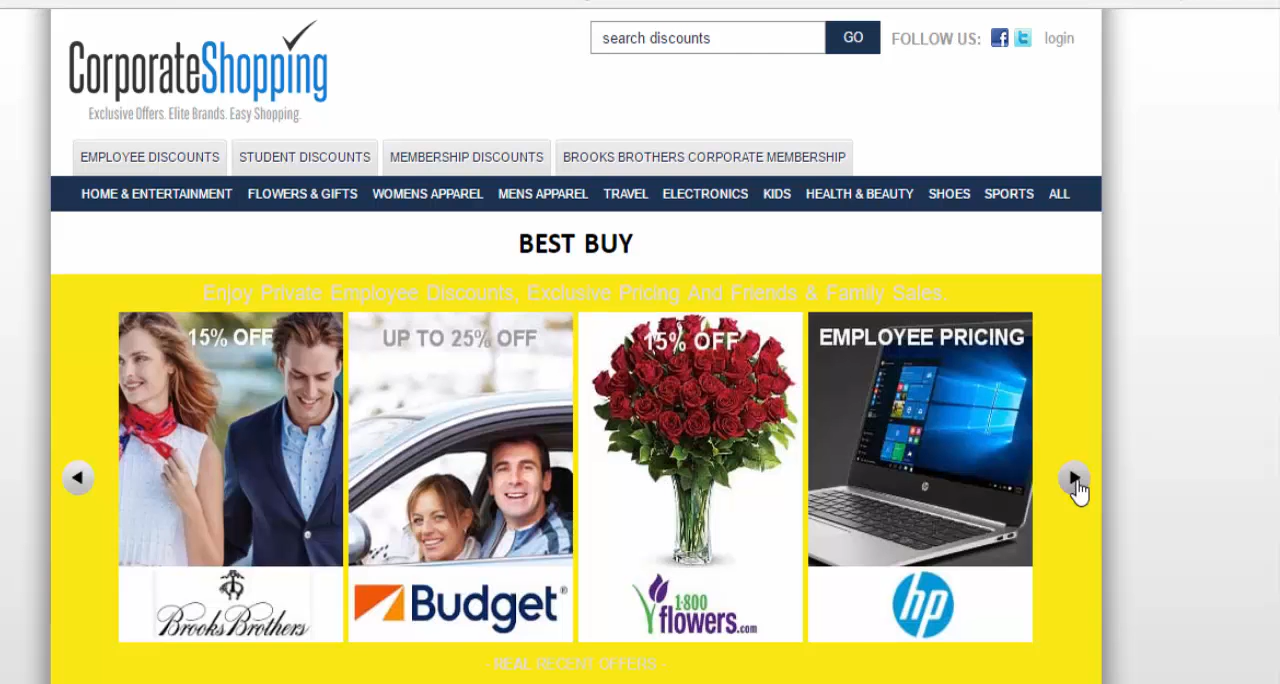 CorporateShopping
Exclusive Offers. Elite Brands. Easy Shopping.
search discounts
GO
FOLLOW US:
login
EMPLOYEE DISCOUNTS
STUDENT DISCOUNTS
MEMBERSHIP DISCOUNTS
BROOKS BROTHERS CORPORATE MEMBERSHIP
HOME & ENTERTAINMENT
FLOWERS & GIFTS
WOMENS APPAREL
MENS APPAREL
TRAVEL
ELECTRONICS
KIDS
HEALTH & BEAUTY
SHOES
SPORTS
ALL
BEST BUY
Enjoy Private Employee Discounts, Exclusive Pricing And Friends & Family Sales.
15% OFF
Brooks Brothers
UP TO 25% OFF
Budget®
15% OFF
1·800
flowers.com
EMPLOYEE PRICING
hp
- REAL RECENT OFFERS -